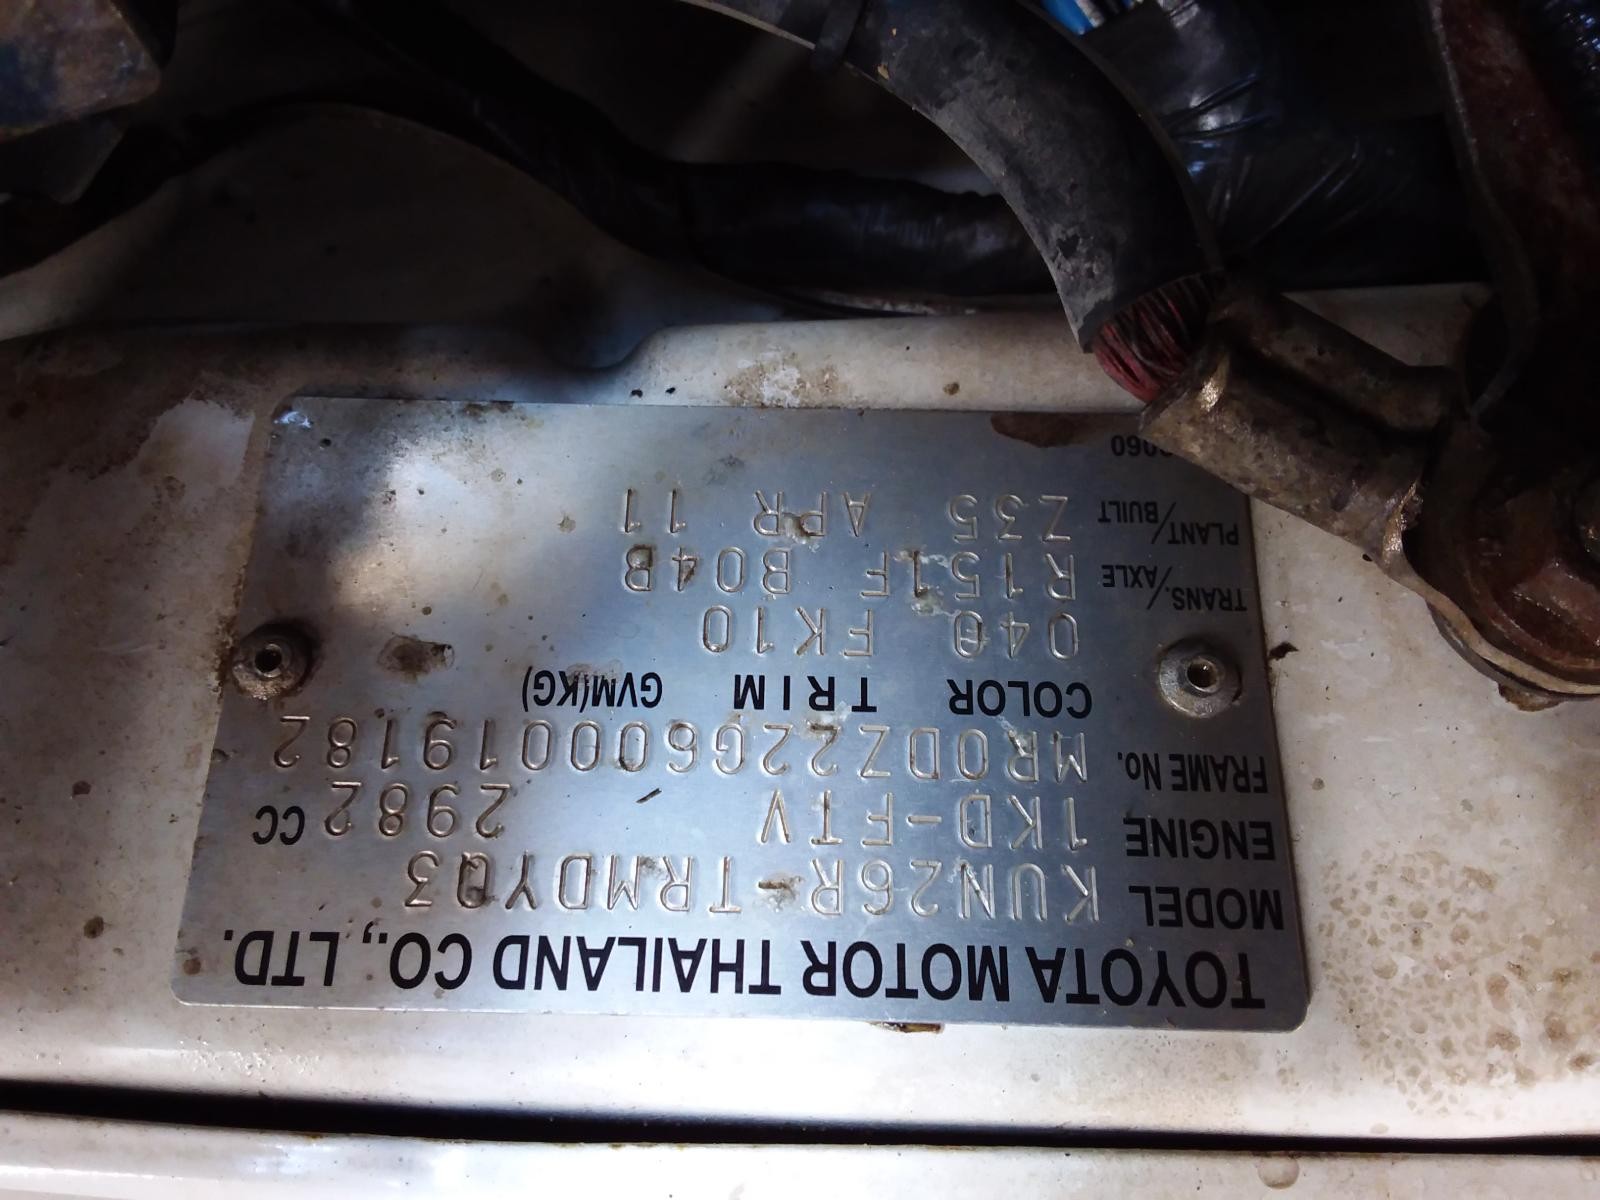 TOYOTA MOTOR THAILAND CO., LTD.
MODEL KUN26R-TRMDYQ3
ENGINE 1KD-FTV 2982 CC
FRAME No. MR0DZ22G600019182
COLOR TRIM GVM(KG)
040 FK10
TRANS./AXLE R151F B04B
PLANT/BUILT Z35 APR 11